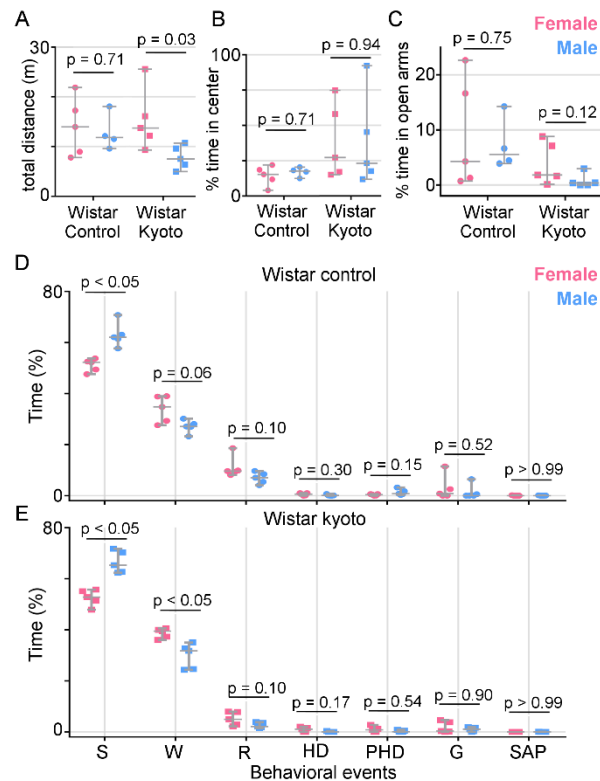 A
B
C
Female
Male
total distance (m)
30
0
p = 0.71
p = 0.03
Wistar Control
Wistar Kyoto
% time in center
100
0
p = 0.71
p = 0.94
Wistar Control
Wistar Kyoto
% time in open arms
20
10
0
p = 0.75
p = 0.12
Wistar Control
Wistar Kyoto
D
Wistar control
Female
Male
Time (%)
80
0
p < 0.05
p = 0.06
p = 0.10
p = 0.30
p = 0.15
p = 0.52
p > 0.99
E
Wistar kyoto
Time (%)
80
0
p < 0.05
p < 0.05
p = 0.10
p = 0.17
p = 0.54
p = 0.90
p > 0.99
S
W
R
HD
PHD
G
SAP
Behavioral events